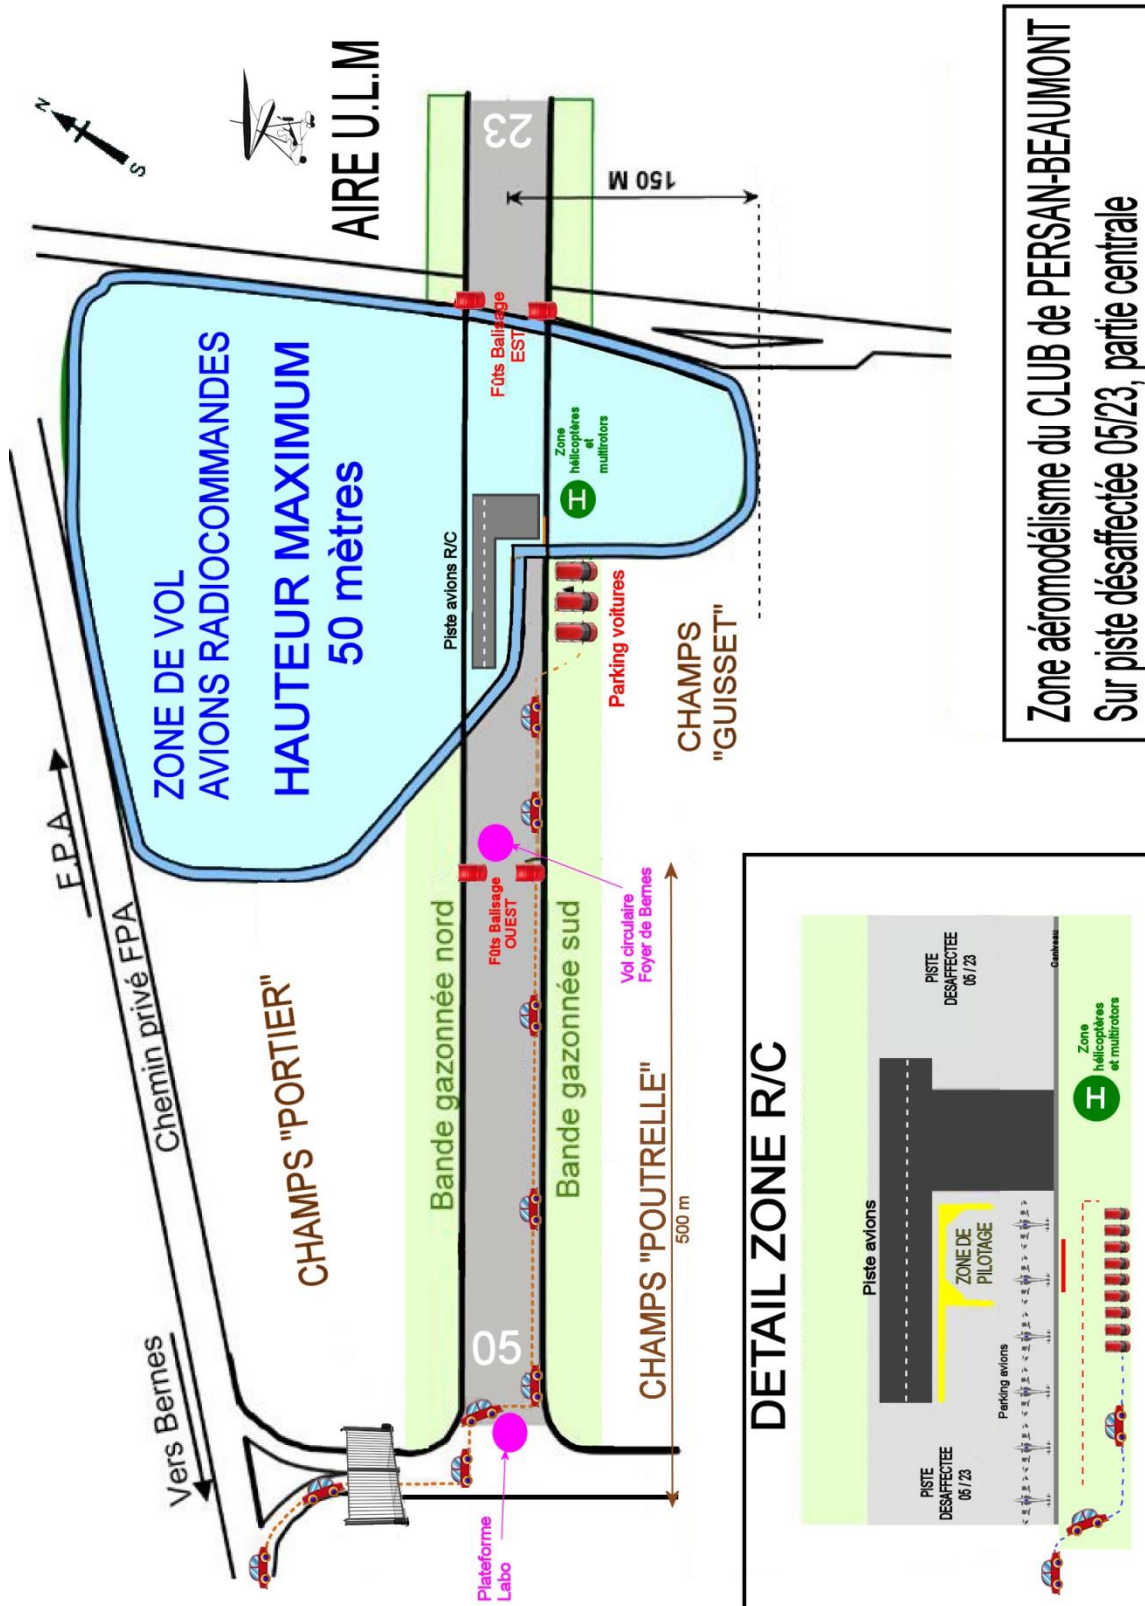 N
S
AIRE U.L.M
23
150 M
F.P.A
Chemin privé FPA
Vers Bernes
ZONE DE VOL
AVIONS RADIOCOMMANDES
HAUTEUR MAXIMUM
50 mètres
Fûts Balisage
EST
Piste avions R/C
Zone
hélicoptères
et
multirotors
H
Parking voitures
CHAMPS
"GUISSET"
CHAMPS "PORTIER"
Bande gazonnée nord
Fûts Balisage
OUEST
Vol circulaire
Foyer de Bernes
Bande gazonnée sud
05
CHAMPS "POUTRELLE"
500 m
Plateforme
Labo
DETAIL ZONE R/C
Piste avions
PISTE
DESAFFECTEE
05 / 23
ZONE DE
PILOTAGE
PISTE
DESAFFECTEE
05 / 23
Parking avions
Caniveau
H
Zone
hélicoptères
et multirotors
Zone aéromodélisme du CLUB de PERSAN-BEAUMONT
Sur piste désaffectée 05/23, partie centrale